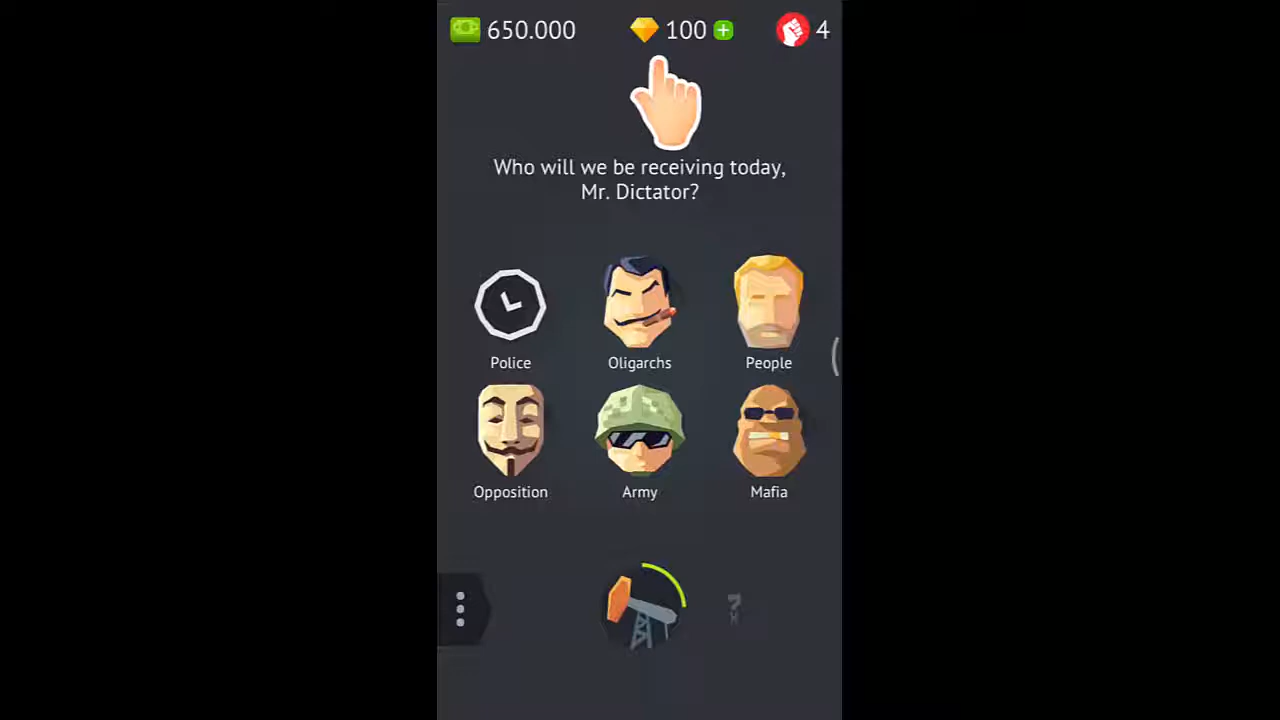 650.000 100 4
Who will we be receiving today,
Mr. Dictator?
Police Oligarchs People
Opposition Army Mafia